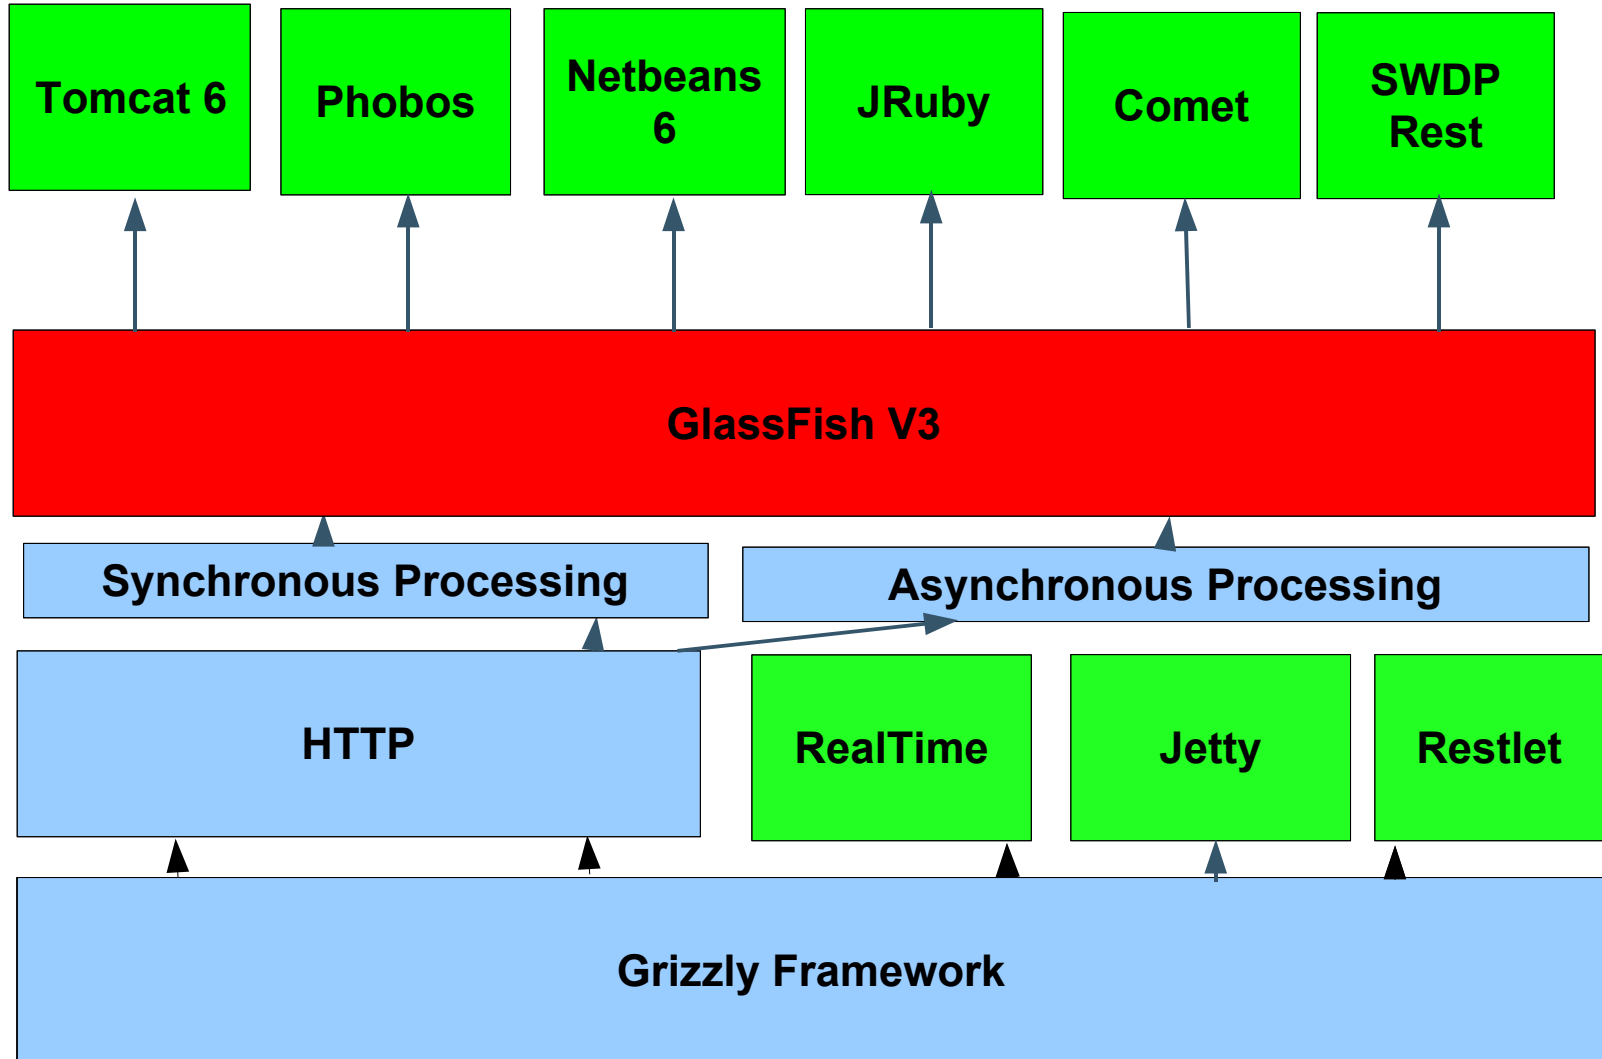 Tomcat 6
Phobos
Netbeans
6
JRuby
Comet
SWDP
Rest
GlassFish V3
Synchronous Processing
Asynchronous Processing
HTTP
RealTime
Jetty
Restlet
Grizzly Framework